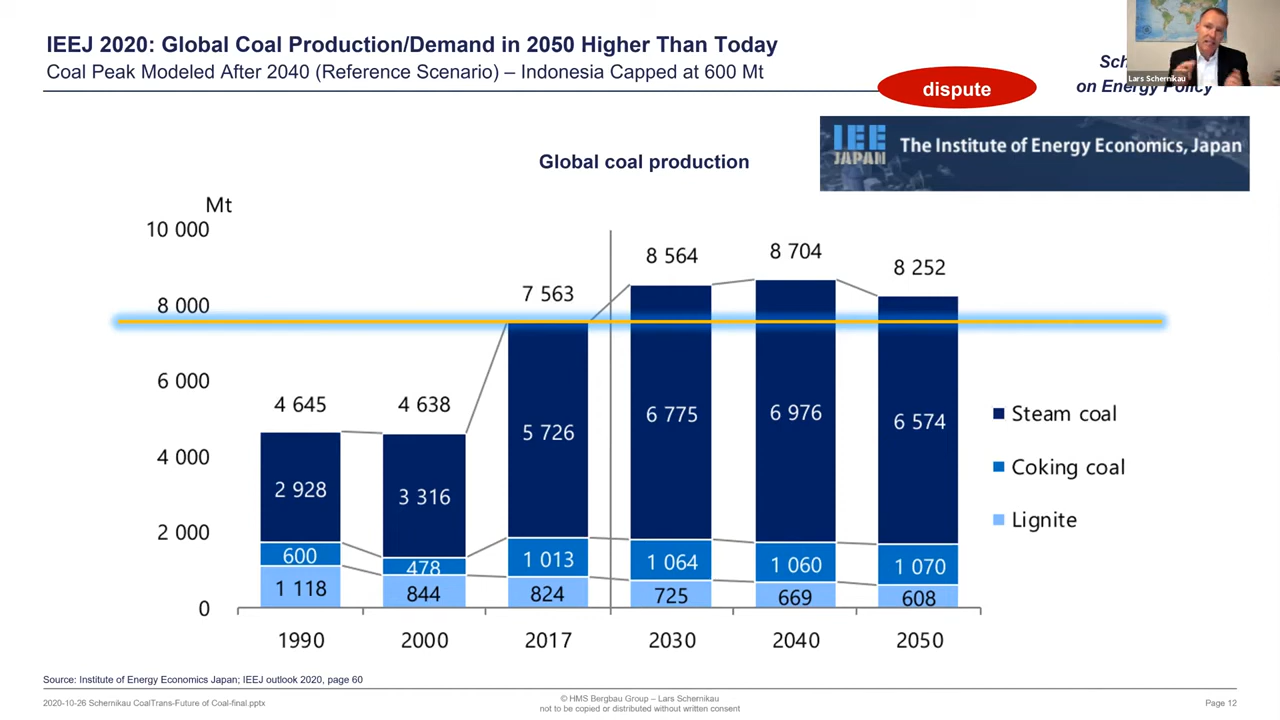 IEEJ 2020: Global Coal Production/Demand in 2050 Higher Than Today
Coal Peak Modeled After 2040 (Reference Scenario) – Indonesia Capped at 600 Mt
dispute
on Energy Policy
Lars Schernikau
IEE JAPAN
The Institute of Energy Economics, Japan
Global coal production
Mt
10 000
8 000
6 000
4 000
2 000
0
4 645
4 638
7 563
8 564
8 704
8 252
2 928
3 316
5 726
6 775
6 976
6 574
600
478
1 013
1 064
1 060
1 070
1 118
844
824
725
669
608
1990
2000
2017
2030
2040
2050
Steam coal
Coking coal
Lignite
Source: Institute of Energy Economics Japan; IEEJ outlook 2020, page 60
2020-10-26 Schernikau CoalTrans-Future of Coal-final.pptx
© HMS Bergbau Group – Lars Schernikau
not to be copied or distributed without written consent
Page 12